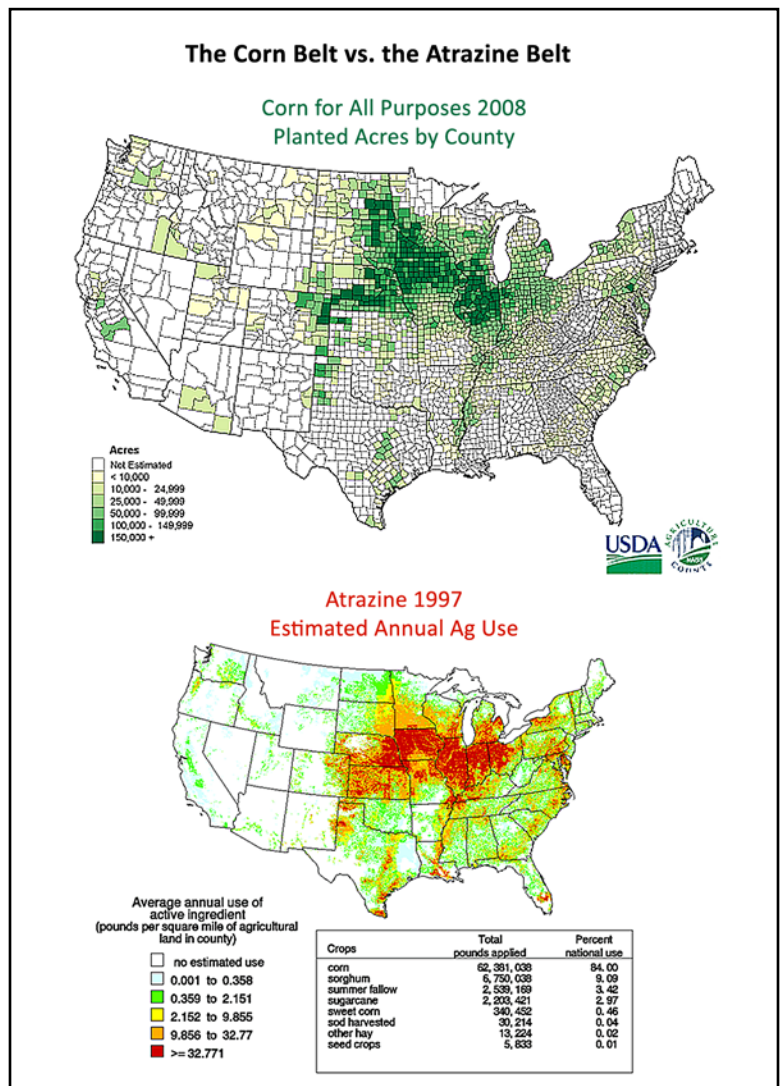 The Corn Belt vs. the Atrazine Belt
Corn for All Purposes 2008
Planted Acres by County
Acres
Not Estimated
< 10,000
10,000 - 24,999
25,000 - 49,999
50,000 - 99,999
100,000 - 149,999
150,000 +
USDA
AGRICULTURE
NASS
COUNTS
Atrazine 1997
Estimated Annual Ag Use
Average annual use of
active ingredient
(pounds per square mile of agricultural
land in county)
no estimated use
0.001 to 0.358
0.359 to 2.151
2.152 to 9.855
9.856 to 32.77
>= 32.771
Crops Total pounds applied Percent national use
corn 62,381,038 84.00
sorghum 6,750,038 9.09
summer fallow 2,539,169 3.42
sugarcane 2,203,421 2.97
sweet corn 340,452 0.46
sod harvested 30,214 0.04
other hay 13,224 0.02
seed crops 5,833 0.01